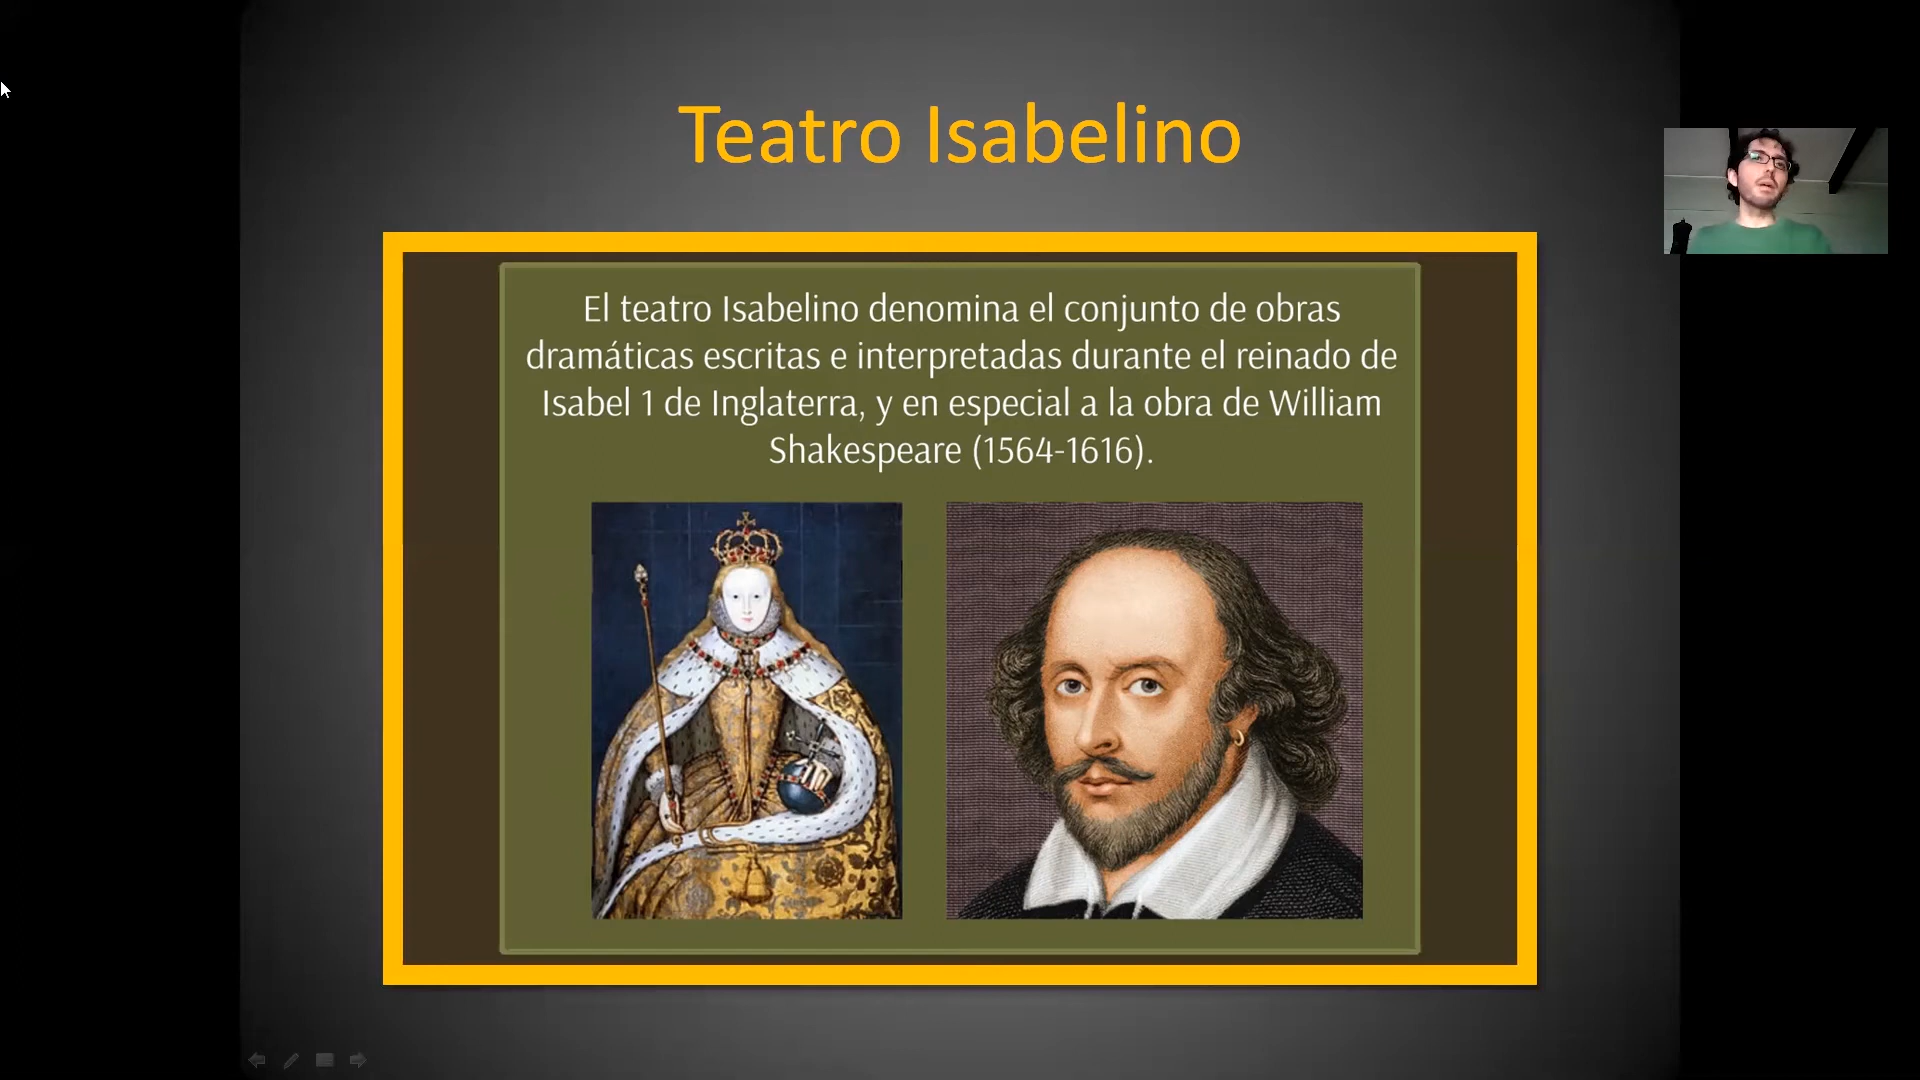 Teatro Isabelino
El teatro Isabelino denomina el conjunto de obras
dramáticas escritas e interpretadas durante el reinado de
Isabel 1 de Inglaterra, y en especial a la obra de William
Shakespeare (1564-1616).